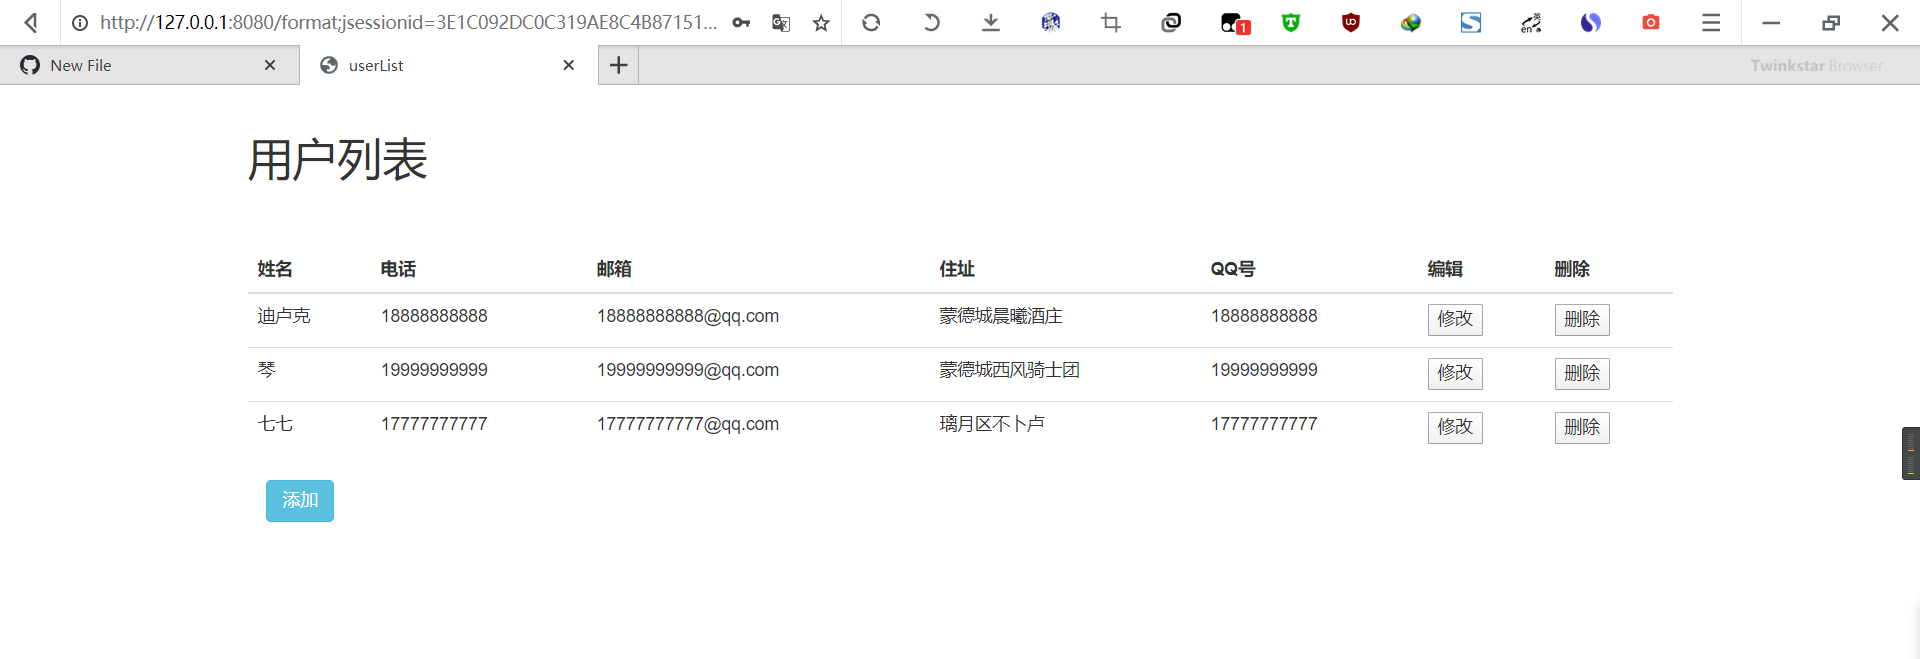 http://127.0.0.1:8080/format;jsessionid=3E1C092DC0C319AE8C4B87151...
1
英
en
New File
userList
Twinkstar Browser
用户列表
姓名 电话 邮箱 住址 QQ号 编辑 删除
迪卢克 18888888888 18888888888@qq.com 蒙德城晨曦酒庄 18888888888 修改 删除
琴 19999999999 19999999999@qq.com 蒙德城西风骑士团 19999999999 修改 删除
七七 17777777777 17777777777@qq.com 璃月区不卜卢 17777777777 修改 删除
添加